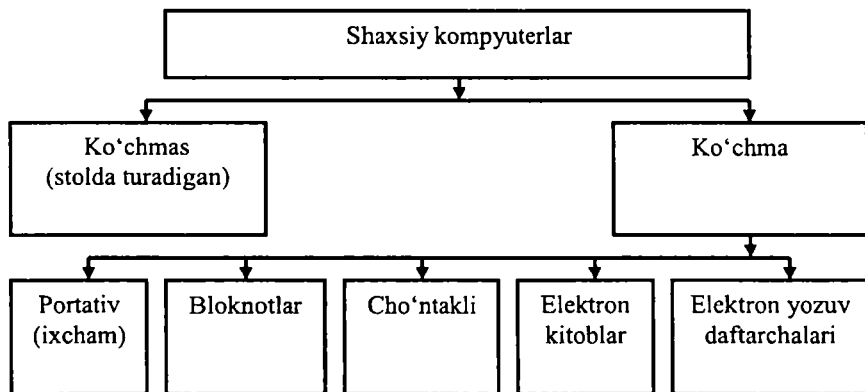 Shaxsiy kompyuterlar
Ko‘chmas
(stolda turadigan)
Ko‘chma
Portativ
(ixcham)
Bloknotlar
Cho‘ntakli
Elektron
kitoblar
Elektron yozuv
daftarchalari